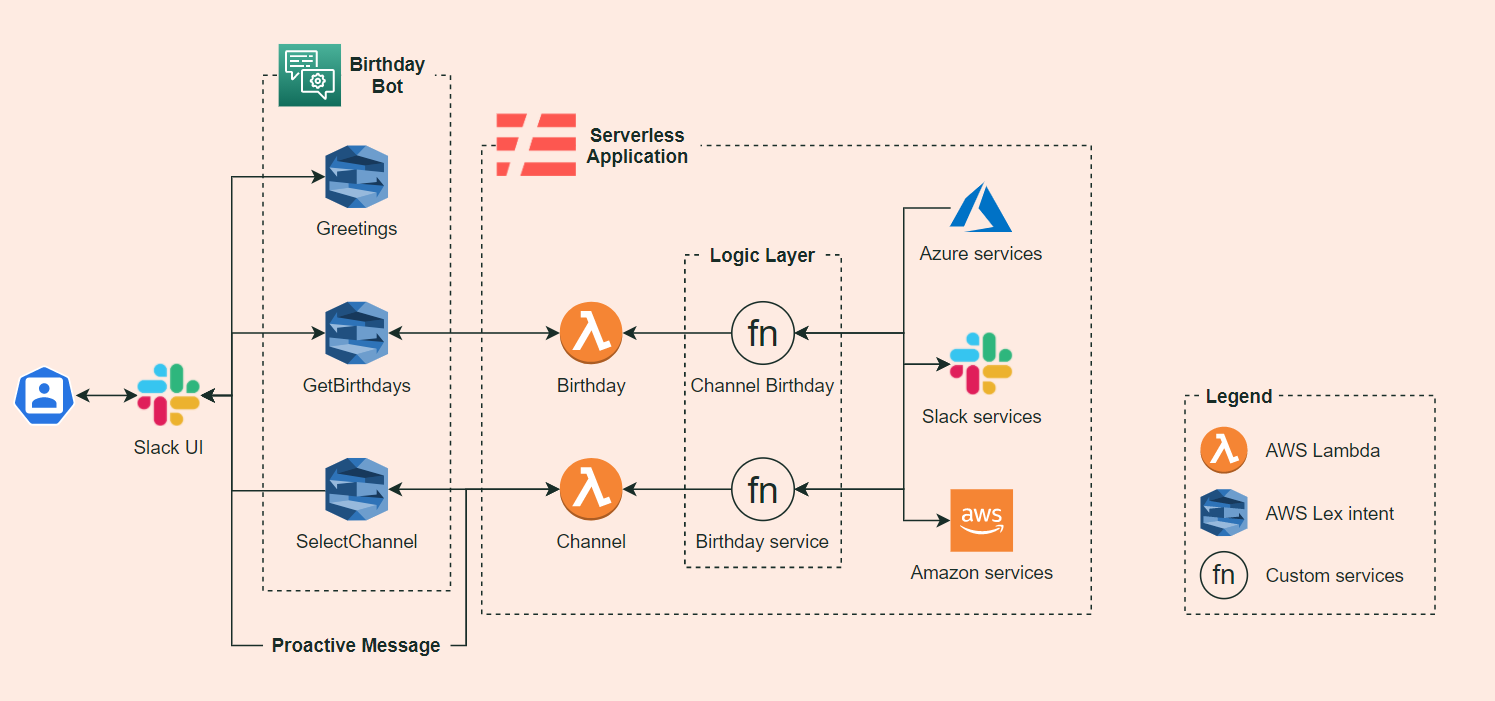 Birthday
Bot
Serverless
Application
Greetings
Azure services
Logic Layer
fn
GetBirthdays
Birthday
Channel Birthday
Slack services
Slack UI
fn
aws
SelectChannel
Channel
Birthday service
Amazon services
Proactive Message
Legend
AWS Lambda
AWS Lex intent
fn
Custom services